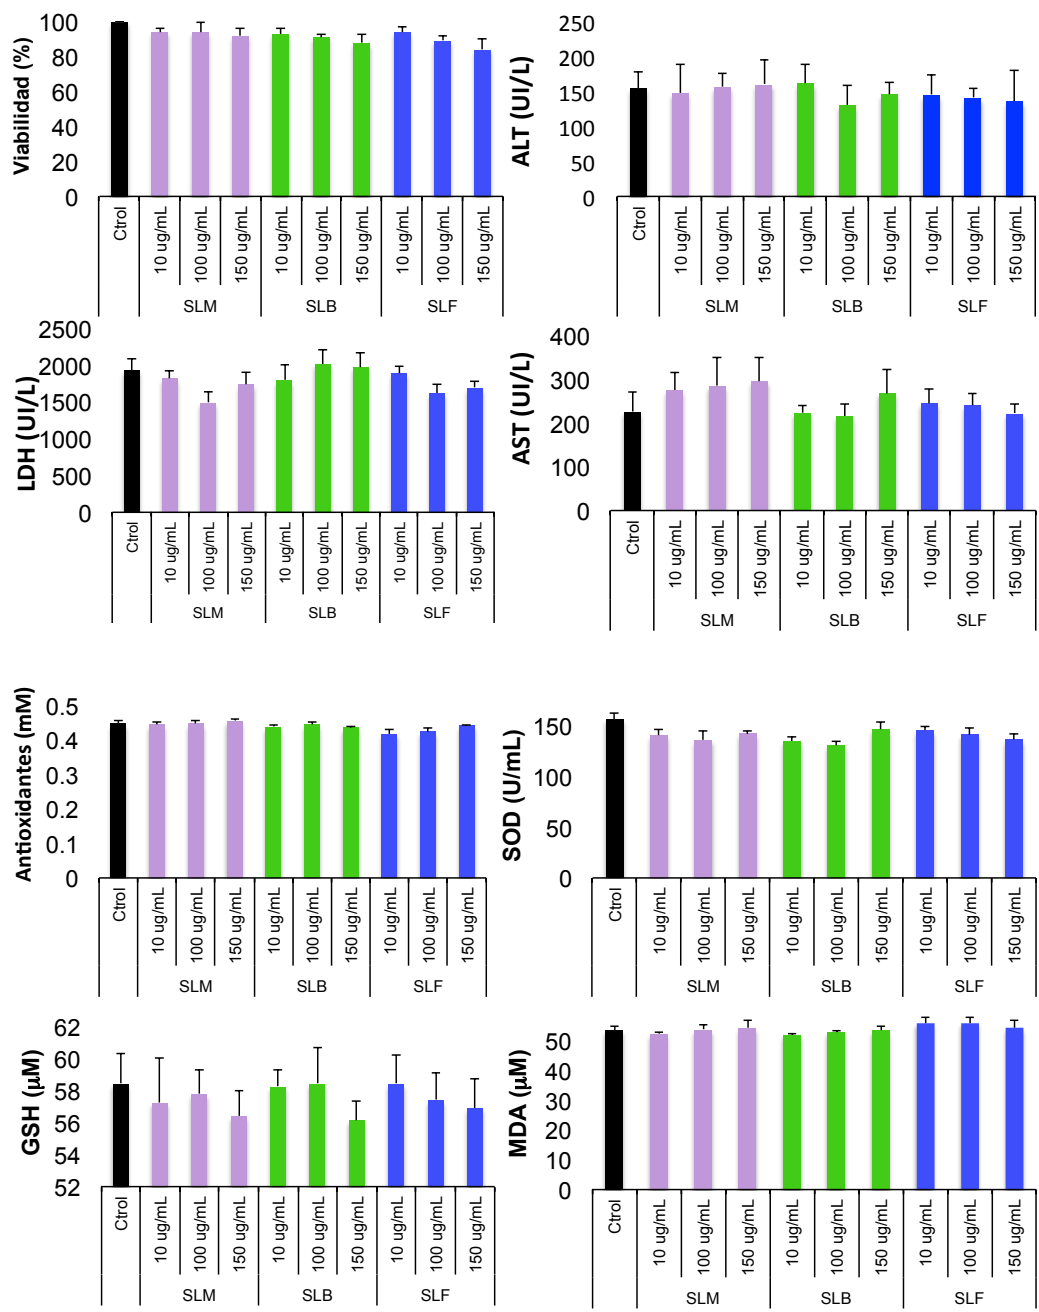 Viabilidad (%)
100
80
60
40
20
0
Ctrol
10 ug/mL
100 ug/mL
150 ug/mL
10 ug/mL
100 ug/mL
150 ug/mL
10 ug/mL
100 ug/mL
150 ug/mL
SLM
SLB
SLF
ALT (UI/L)
250
200
150
100
50
0
Ctrol
10 ug/mL
100 ug/mL
150 ug/mL
10 ug/mL
100 ug/mL
150 ug/mL
10 ug/mL
100 ug/mL
150 ug/mL
SLM
SLB
SLF
LDH (UI/L)
2500
2000
1500
1000
500
0
Ctrol
10 ug/mL
100 ug/mL
150 ug/mL
10 ug/mL
100 ug/mL
150 ug/mL
10 ug/mL
100 ug/mL
150 ug/mL
SLM
SLB
SLF
AST (UI/L)
400
300
200
100
0
Ctrol
10 ug/mL
100 ug/mL
150 ug/mL
10 ug/mL
100 ug/mL
150 ug/mL
10 ug/mL
100 ug/mL
150 ug/mL
SLM
SLB
SLF
Antioxidantes (mM)
0.5
0.4
0.3
0.2
0.1
0
Ctrol
10 ug/mL
100 ug/mL
150 ug/mL
10 ug/mL
100 ug/mL
150 ug/mL
10 ug/mL
100 ug/mL
150 ug/mL
SLM
SLB
SLF
SOD (U/mL)
150
100
50
0
Ctrol
10 ug/mL
100 ug/mL
150 ug/mL
10 ug/mL
100 ug/mL
150 ug/mL
10 ug/mL
100 ug/mL
150 ug/mL
SLM
SLB
SLF
GSH (µM)
62
60
58
56
54
52
Ctrol
10 ug/mL
100 ug/mL
150 ug/mL
10 ug/mL
100 ug/mL
150 ug/mL
10 ug/mL
100 ug/mL
150 ug/mL
SLM
SLB
SLF
MDA (µM)
50
40
30
20
10
0
Ctrol
10 ug/mL
100 ug/mL
150 ug/mL
10 ug/mL
100 ug/mL
150 ug/mL
10 ug/mL
100 ug/mL
150 ug/mL
SLM
SLB
SLF